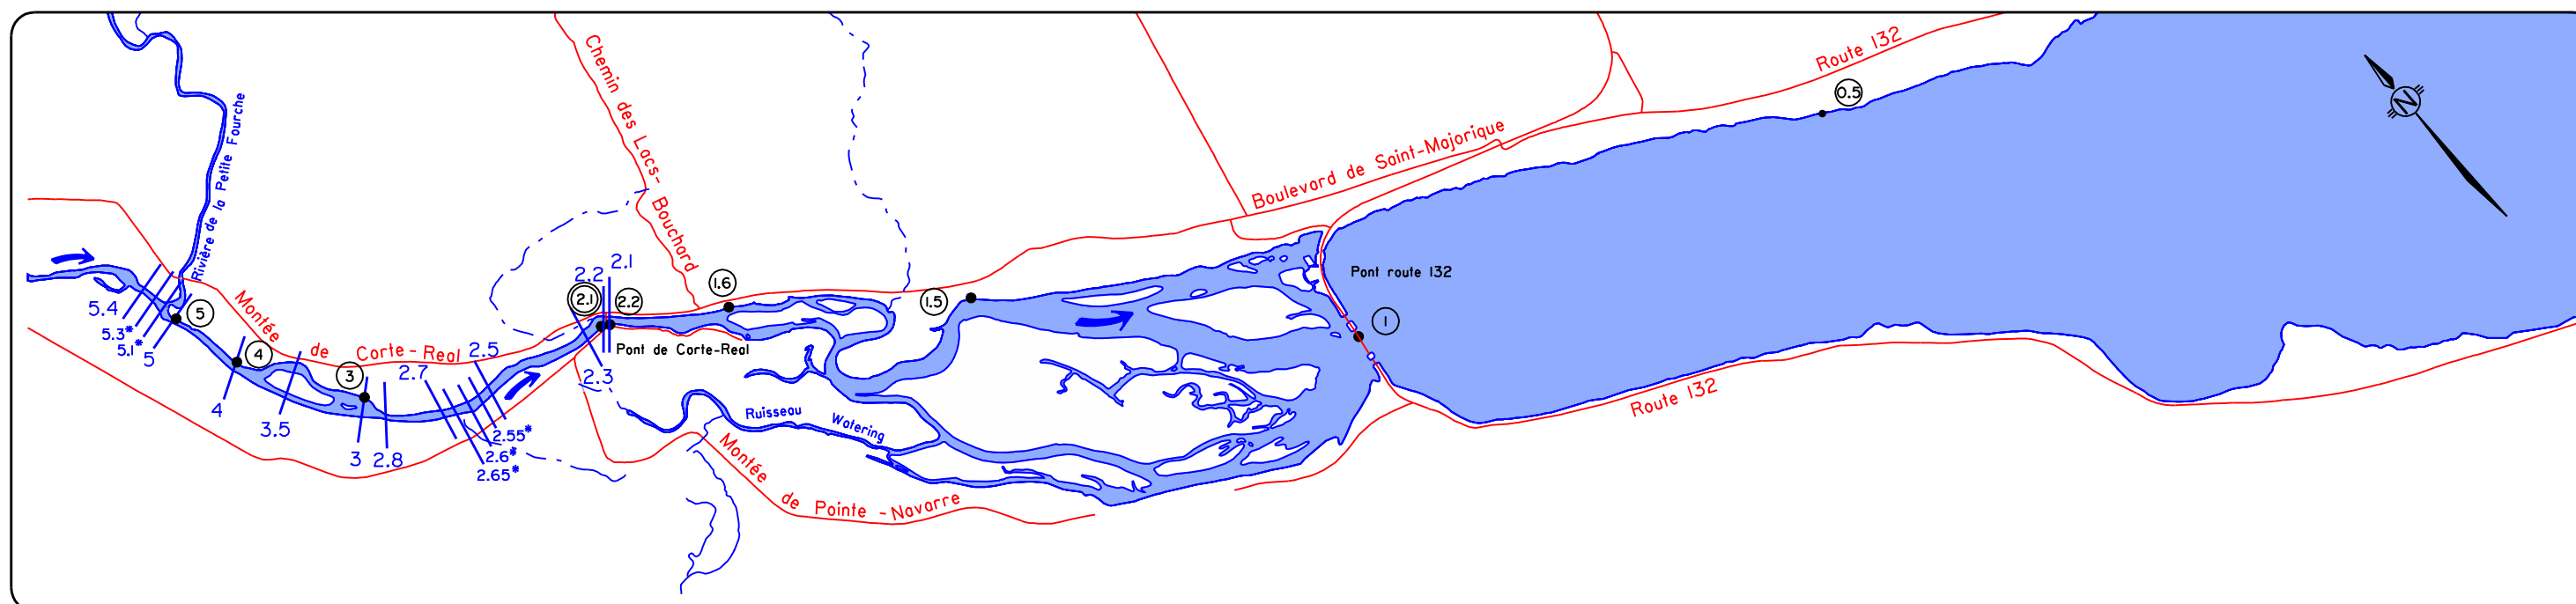 Route 132
0.5
N
Chemin des Lacs-Bouchard
Rivière de la Petite Fourche
Boulevard de Saint-Majorique
2.1
2.2
2.1
2.2
1.6
1.5
Pont route 132
1
5.4
5.3*
5.1*
5
5
Montée de Corte-Real
4
3
2.7
2.5
Pont de Corte-Real
2.3
4
3.5
3
2.8
2.55*
2.6*
2.65*
Ruisseau Watering
Montée de Pointe-Navarre
Route 132